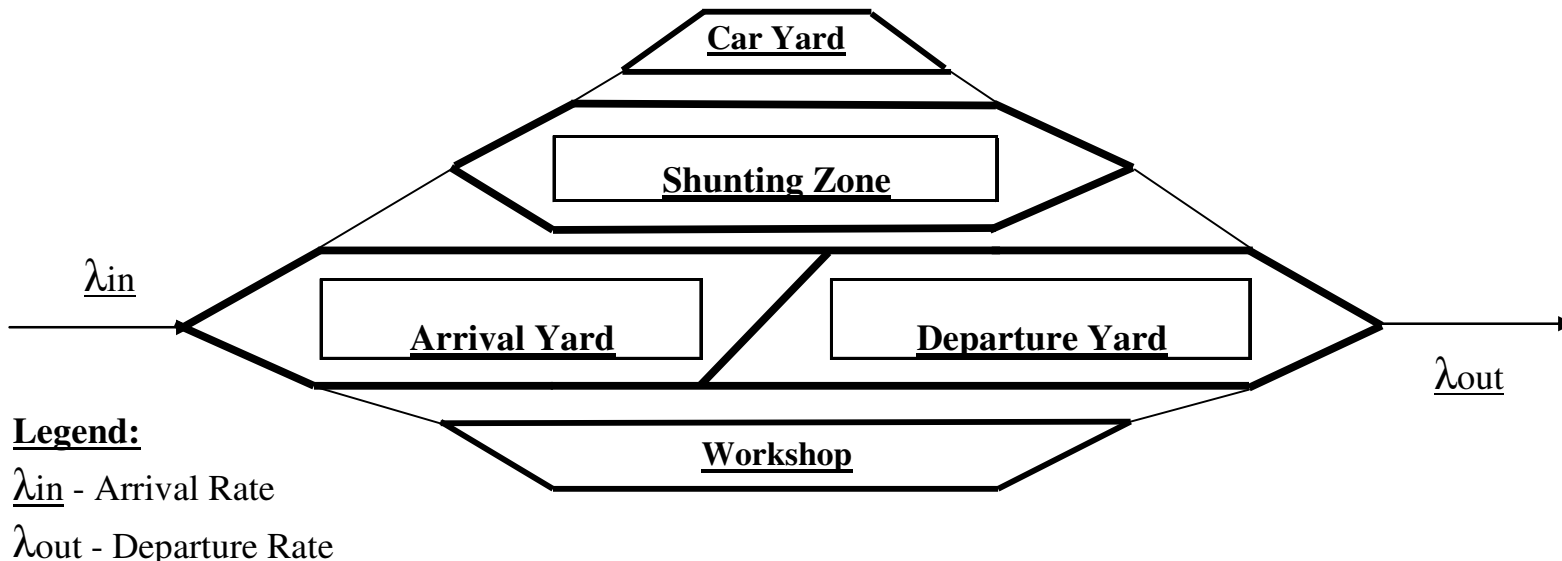 Car Yard
Shunting Zone
λin
Arrival Yard
Departure Yard
λout
Workshop
Legend:
λin - Arrival Rate
λout - Departure Rate